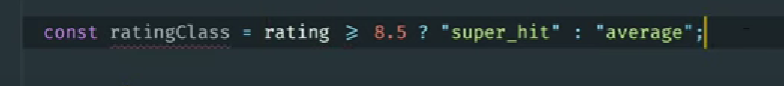 const ratingClass = rating >= 8.5 ? "super_hit" : "average";